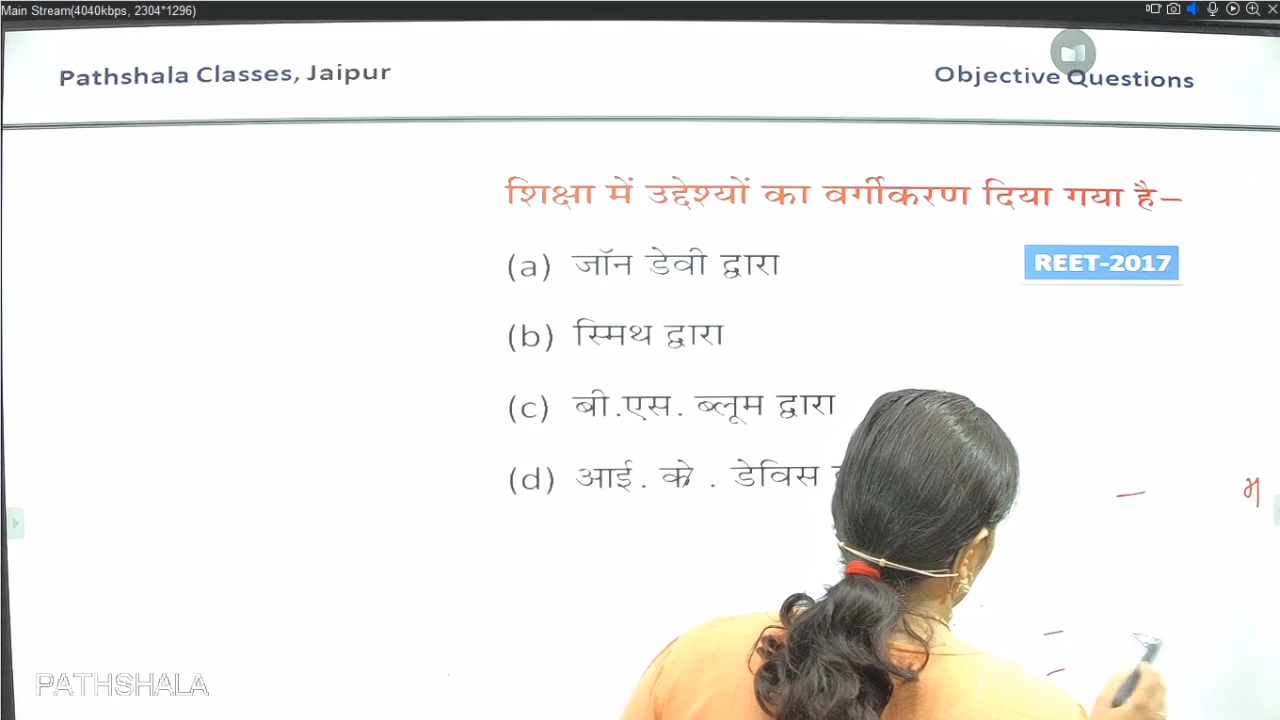 Main Stream(4040kbps, 2304*1296)
Pathshala Classes, Jaipur
Objective Questions
शिक्षा में उद्देश्यों का वर्गीकरण दिया गया है–
(a) जॉन डेवी द्वारा
REET-2017
(b) स्मिथ द्वारा
(c) बी.एस. ब्लूम द्वारा
(d) आई. के. डेविस
PATHSHALA